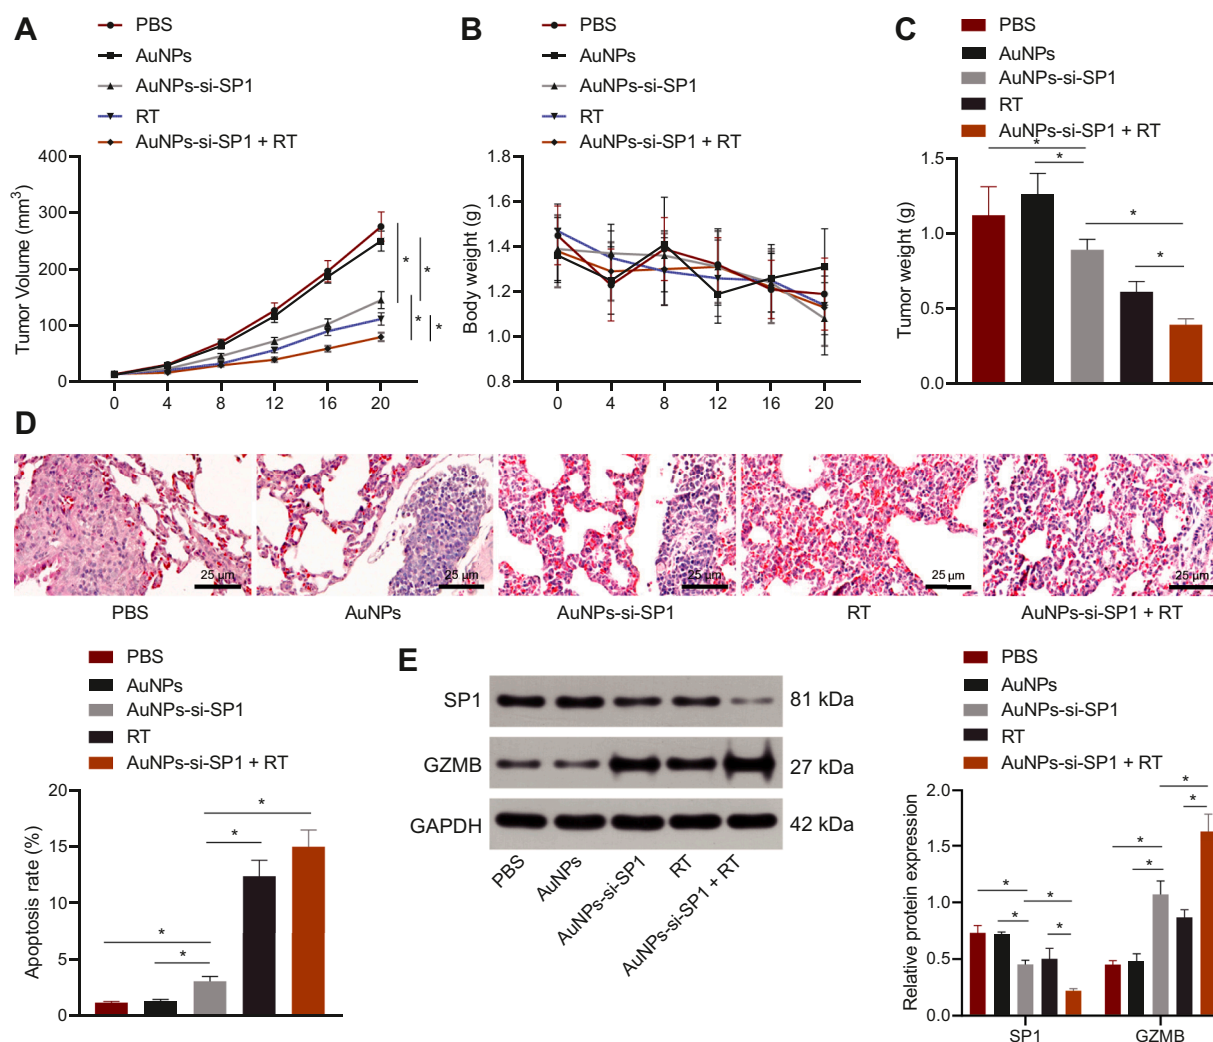 A
PBS
AuNPs
AuNPs-si-SP1
RT
AuNPs-si-SP1 + RT
Tumor Volume (mm³)
400
300
200
100
0
0 4 8 12 16 20
* * * *
B
PBS
AuNPs
AuNPs-si-SP1
RT
AuNPs-si-SP1 + RT
Body weight (g)
1.8
1.6
1.4
1.2
1.0
0.8
0 4 8 12 16 20
C
PBS
AuNPs
AuNPs-si-SP1
RT
AuNPs-si-SP1 + RT
Tumor weight (g)
1.5
1.0
0.5
0.0
* * * *
D
25 µm 25 µm 25 µm 25 µm 25 µm
PBS AuNPs AuNPs-si-SP1 RT AuNPs-si-SP1 + RT
PBS
AuNPs
AuNPs-si-SP1
RT
AuNPs-si-SP1 + RT
Apoptosis rate (%)
20
15
10
5
0
* * * *
E
SP1 81 kDa
GZMB 27 kDa
GAPDH 42 kDa
PBS AuNPs AuNPs-si-SP1 RT AuNPs-si-SP1 + RT
PBS
AuNPs
AuNPs-si-SP1
RT
AuNPs-si-SP1 + RT
Relative protein expression
2.0
1.5
1.0
0.5
0.0
* * * * * * * *
SP1 GZMB